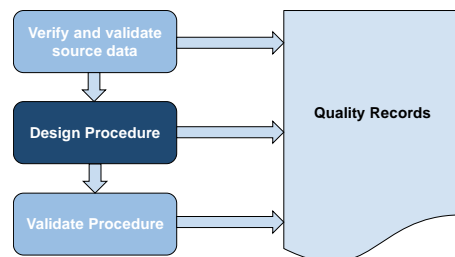 Verify and validate
source data
Design Procedure
Validate Procedure
Quality Records